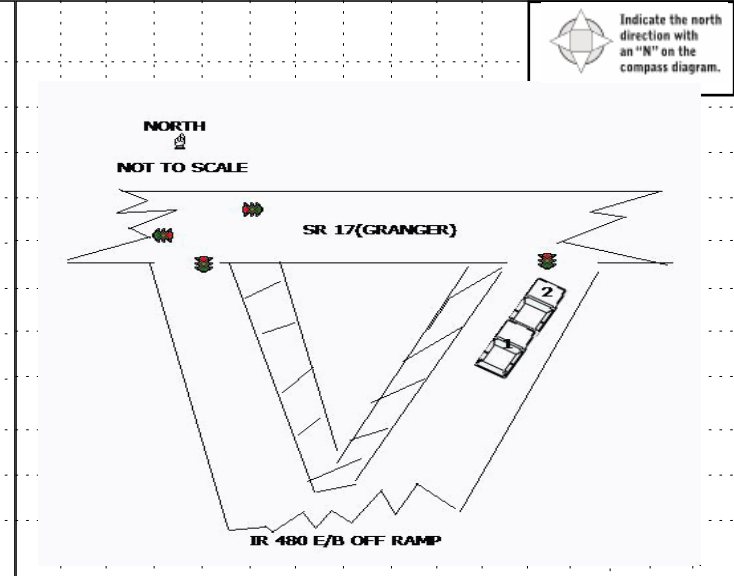 Indicate the north
direction with
an “N” on the
compass diagram.
NORTH
NOT TO SCALE
SR 17(GRANGER)
2
IR 480 E/B OFF RAMP